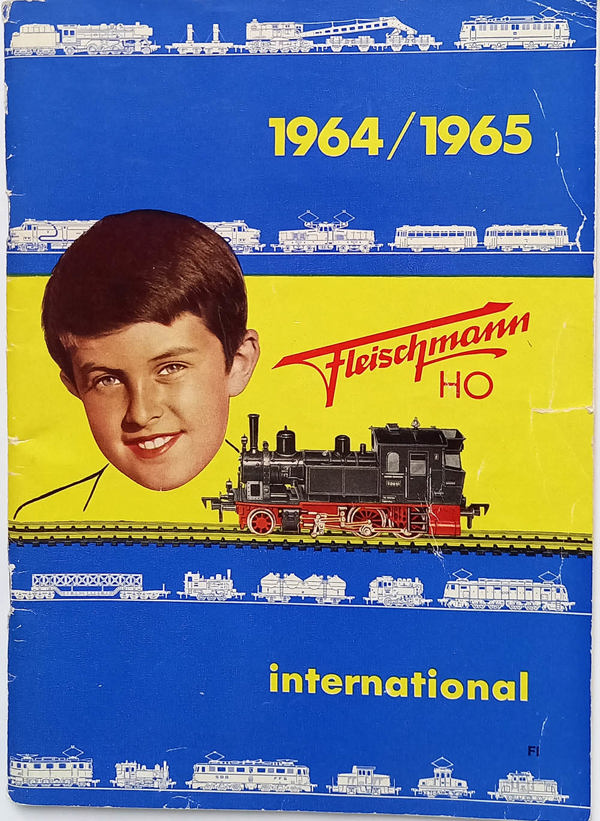 1964/1965
Fleischmann
HO
international
FI